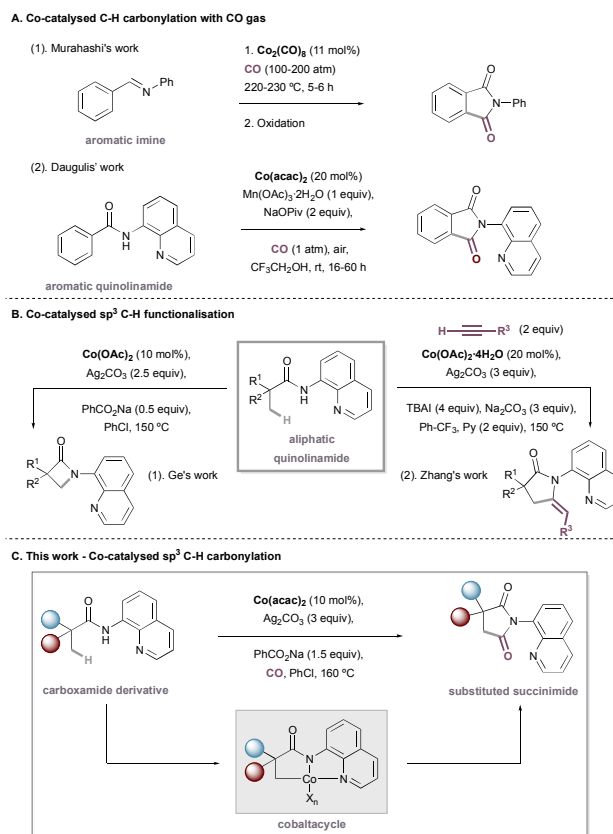 A. Co-catalysed C-H carbonylation with CO gas
(1). Murahashi's work
N
Ph
aromatic imine
1. Co2(CO)8 (11 mol%)
CO (100-200 atm)
220-230 ºC, 5-6 h
2. Oxidation
O
N
Ph
O
(2). Daugulis' work
O
N
H
N
aromatic quinolinamide
Co(acac)2 (20 mol%)
Mn(OAc)3·2H2O (1 equiv),
NaOPiv (2 equiv),
CO (1 atm), air,
CF3CH2OH, rt, 16-60 h
O
N
O
N
B. Co-catalysed sp3 C-H functionalisation
Co(OAc)2 (10 mol%),
Ag2CO3 (2.5 equiv),
PhCO2Na (0.5 equiv),
PhCl, 150 ºC
O
R1
R2
N
N
(1). Ge's work
O
R1
R2
N
H
N
H
aliphatic
quinolinamide
H
R3 (2 equiv)
Co(OAc)2·4H2O (20 mol%),
Ag2CO3 (3 equiv),
TBAI (4 equiv), Na2CO3 (3 equiv),
Ph-CF3, Py (2 equiv), 150 ºC
(2). Zhang's work
O
R1
R2
N
N
R3
C. This work - Co-catalysed sp3 C-H carbonylation
O
N
H
N
H
carboxamide derivative
Co(acac)2 (10 mol%),
Ag2CO3 (3 equiv),
PhCO2Na (1.5 equiv),
CO, PhCl, 160 ºC
O
N
N
O
substituted succinimide
O
N
Co
N
Xn
cobaltacycle